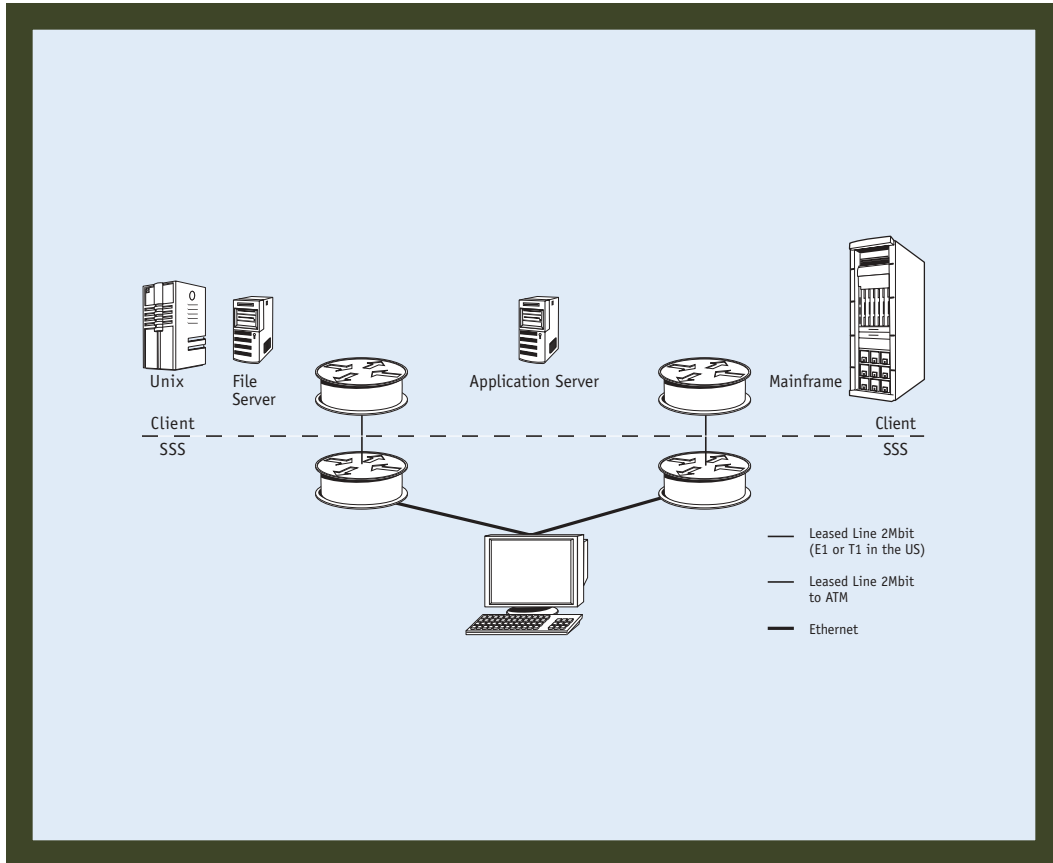 Unix
File
Server
Application Server
Mainframe
Client
Client
SSS
SSS
Leased Line 2Mbit
(E1 or T1 in the US)
Leased Line 2Mbit
to ATM
Ethernet